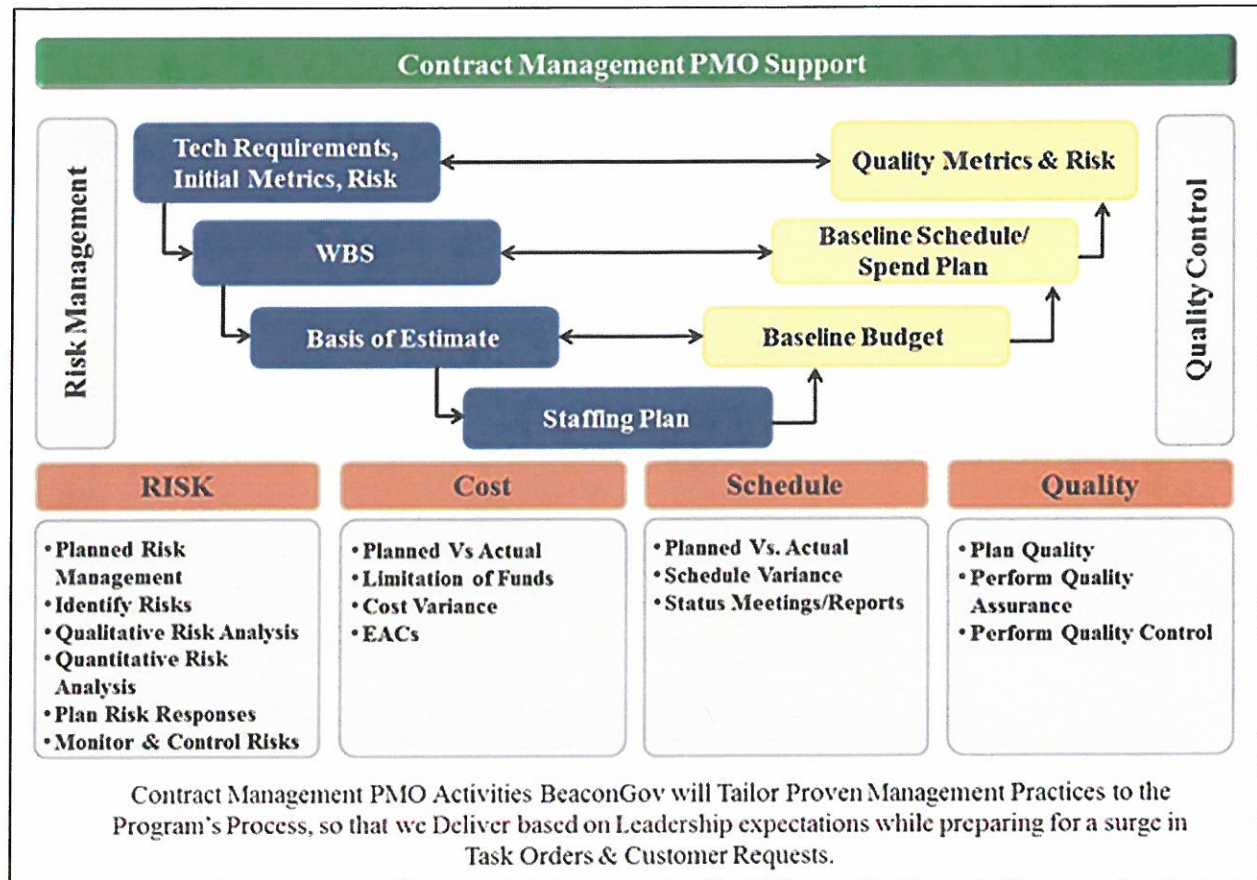 Contract Management PMO Support
Risk Management
Tech Requirements,
Initial Metrics, Risk
Quality Metrics & Risk
WBS
Baseline Schedule/
Spend Plan
Basis of Estimate
Baseline Budget
Staffing Plan
Quality Control
RISK
• Planned Risk
Management
• Identify Risks
• Qualitative Risk Analysis
• Quantitative Risk
Analysis
• Plan Risk Responses
• Monitor & Control Risks
Cost
• Planned Vs Actual
• Limitation of Funds
• Cost Variance
• EACs
Schedule
• Planned Vs. Actual
• Schedule Variance
• Status Meetings/Reports
Quality
• Plan Quality
• Perform Quality
Assurance
• Perform Quality Control
Contract Management PMO Activities BeaconGov will Tailor Proven Management Practices to the
Program's Process, so that we Deliver based on Leadership expectations while preparing for a surge in
Task Orders & Customer Requests.